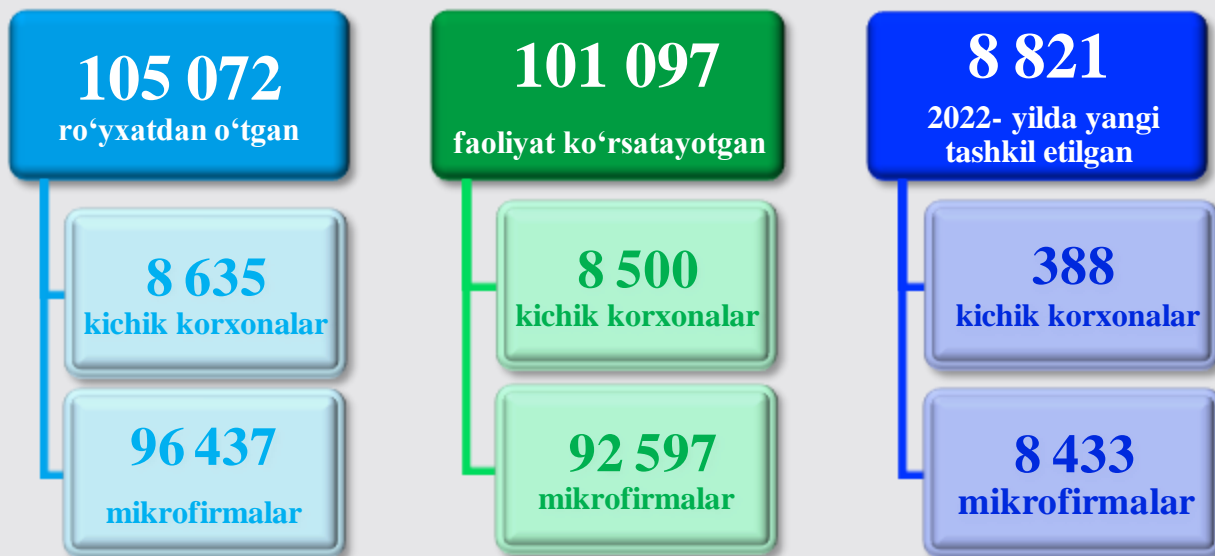 105 072
ro‘yxatdan o‘tgan
8 635
kichik korxonalar
96 437
mikrofirmalar
101 097
faoliyat ko‘rsatayotgan
8 500
kichik korxonalar
92 597
mikrofirmalar
8 821
2022- yilda yangi
tashkil etilgan
388
kichik korxonalar
8 433
mikrofirmalar